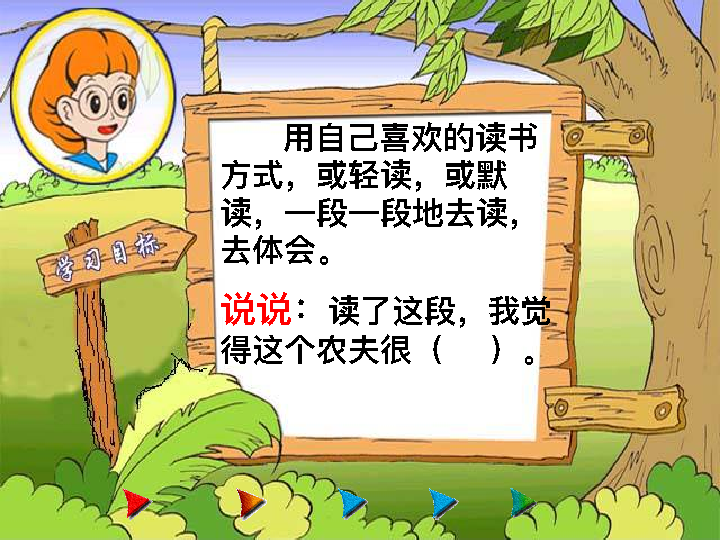 用自己喜欢的读书
方式，或轻读，或默
读，一段一段地去读，
去体会。
说说：读了这段，我觉
得这个农夫很（　）。
学习目标